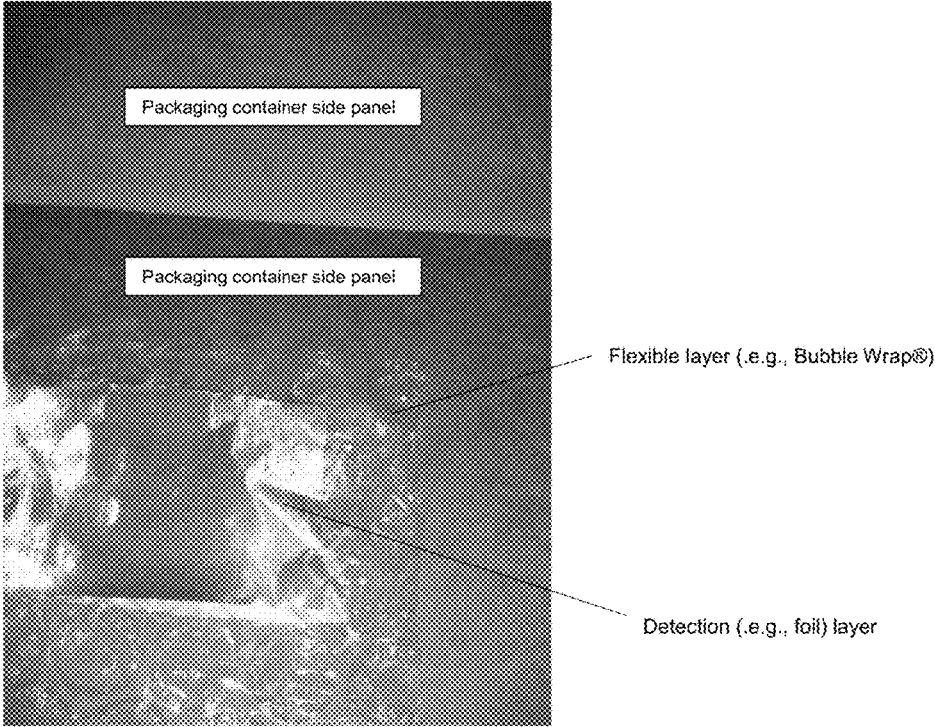 Packaging container side panel
Packaging container side panel
Flexible layer (.e.g., Bubble Wrap®)
Detection (.e.g., foil) layer